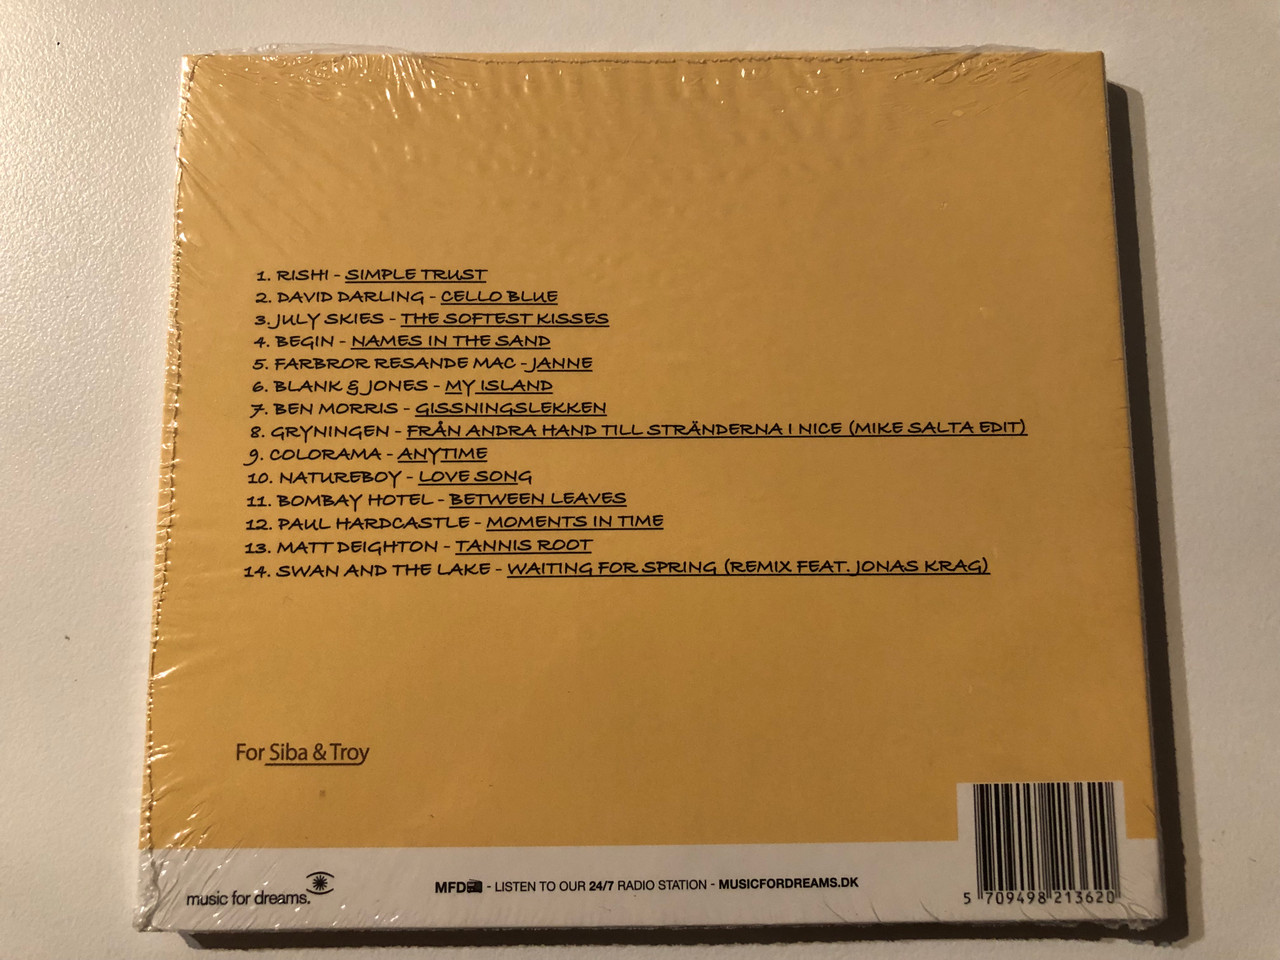 1. RISHI - SIMPLE TRUST
2. DAVID DARLING - CELLO BLUE
3. JULY SKIES - THE SOFTEST KISSES
4. BEGIN - NAMES IN THE SAND
5. FARBROR RESANDE MAC - JANNE
6. BLANK & JONES - MY ISLAND
7. BEN MORRIS - GISSNINGSLEKKEN
8. GRYNINGEN - FRÅN ANDRA HAND TILL STRÄNDERNA I NICE (MIKE SALTA EDIT)
9. COLORAMA - ANYTIME
10. NATUREBOY - LOVE SONG
11. BOMBAY HOTEL - BETWEEN LEAVES
12. PAUL HARDCASTLE - MOMENTS IN TIME
13. MATT DEIGHTON - TANNIS ROOT
14. SWAN AND THE LAKE - WAITING FOR SPRING (REMIX FEAT. JONAS KRAG)
For Siba & Troy
music for dreams.
MFD - LISTEN TO OUR 24/7 RADIO STATION - MUSICFORDREAMS.DK
5 709498 213620